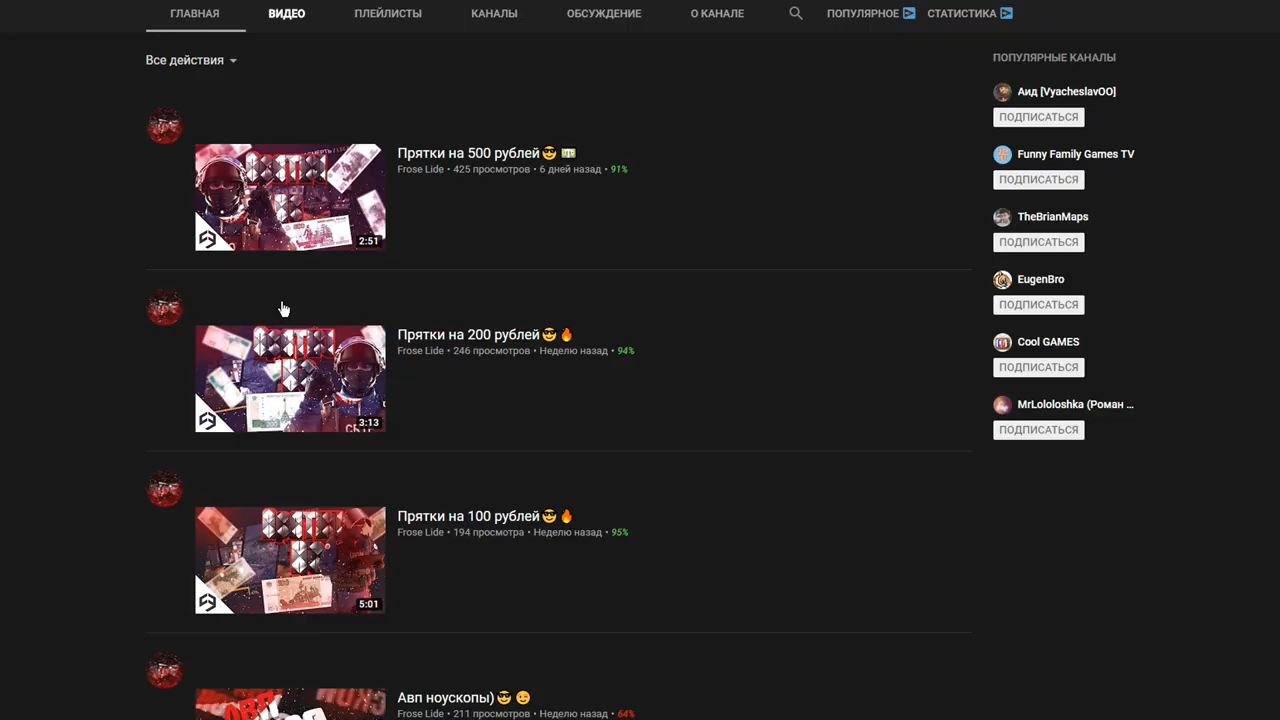 ГЛАВНАЯ ВИДЕО ПЛЕЙЛИСТЫ КАНАЛЫ ОБСУЖДЕНИЕ О КАНАЛЕ ПОПУЛЯРНОЕ СТАТИСТИКА
Все действия
Прятки на 500 рублей😎 💵
Frose Lide • 425 просмотров • 6 дней назад • 91%
2:51
Прятки на 200 рублей😎 🔥
Frose Lide • 246 просмотров • Неделю назад • 94%
3:13
Прятки на 100 рублей😎 🔥
Frose Lide • 194 просмотра • Неделю назад • 95%
5:01
Авп ноускопы)😎 😉
Frose Lide • 211 просмотров • Неделю назад • 64%
ПОПУЛЯРНЫЕ КАНАЛЫ
Аид [VyacheslavOO]
ПОДПИСАТЬСЯ
Funny Family Games TV
ПОДПИСАТЬСЯ
TheBrianMaps
ПОДПИСАТЬСЯ
EugenBro
ПОДПИСАТЬСЯ
Cool GAMES
ПОДПИСАТЬСЯ
MrLololoshka (Роман ...
ПОДПИСАТЬСЯ